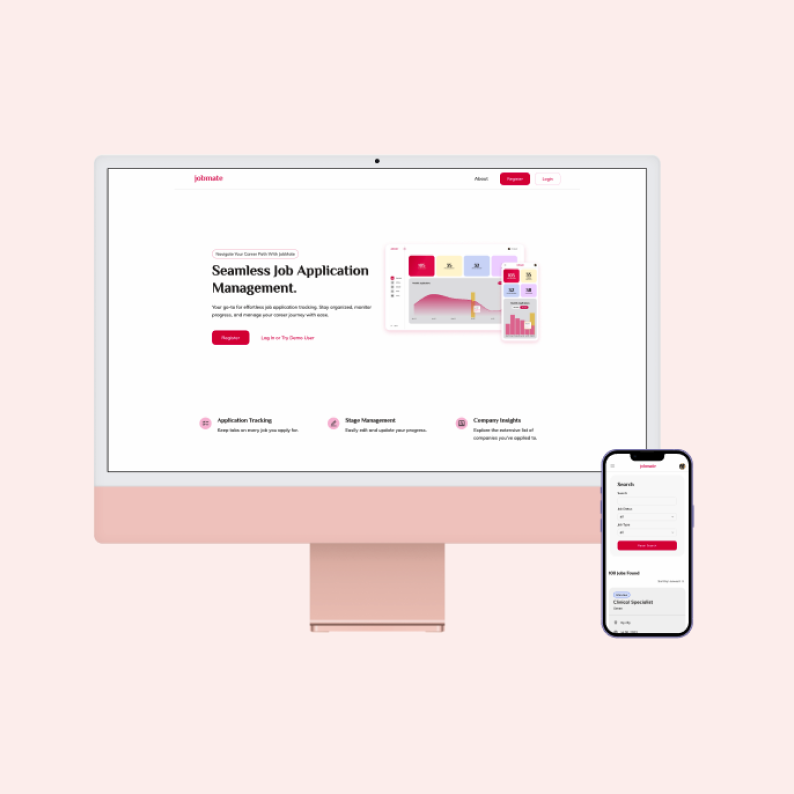 jobmate
About
Register
Login
Navigate Your Career Path With JobMate
Seamless Job Application
Management.
Your go-to for effortless job application tracking. Stay organized, monitor
progress, and manage your career journey with ease.
Register
Log In or Try Demo User
Application Tracking
Keep tabs on every job you apply for.
Stage Management
Easily edit and update your progress.
Company Insights
Explore the extensive list of
companies you've applied to.
jobmate
Search
Search
Job Status
all
Job Type
all
Jobs Found
Clinical Specialist